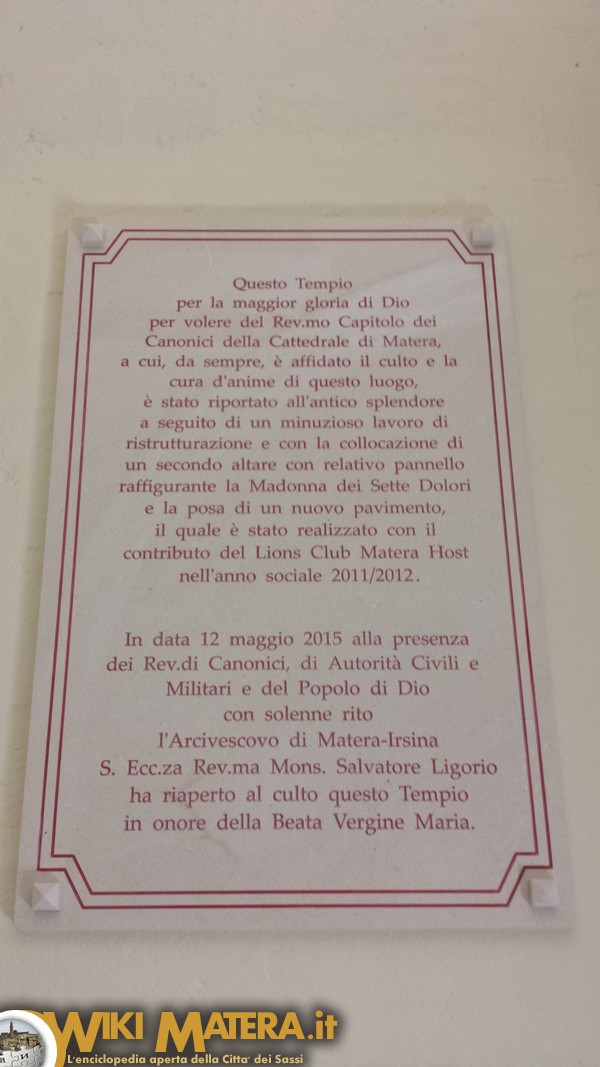 Questo Tempio
per la maggior gloria di Dio
per volere del Rev.mo Capitolo dei
Canonici della Cattedrale di Matera,
a cui, da sempre, è affidato il culto e la
cura d'anime di questo luogo,
è stato riportato all'antico splendore
a seguito di un minuzioso lavoro di
ristrutturazione e con la collocazione di
un secondo altare con relativo pannello
raffigurante la Madonna dei Sette Dolori
e la posa di un nuovo pavimento,
il quale è stato realizzato con il
contributo del Lions Club Matera Host
nell'anno sociale 2011/2012.
In data 12 maggio 2015 alla presenza
dei Rev.di Canonici, di Autorità Civili e
Militari e del Popolo di Dio
con solenne rito
l'Arcivescovo di Matera-Irsina
S. Ecc.za Rev.ma Mons. Salvatore Ligorio
ha riaperto al culto questo Tempio
in onore della Beata Vergine Maria.
WIKI MATERA.it
L'enciclopedia aperta della Citta' dei Sassi